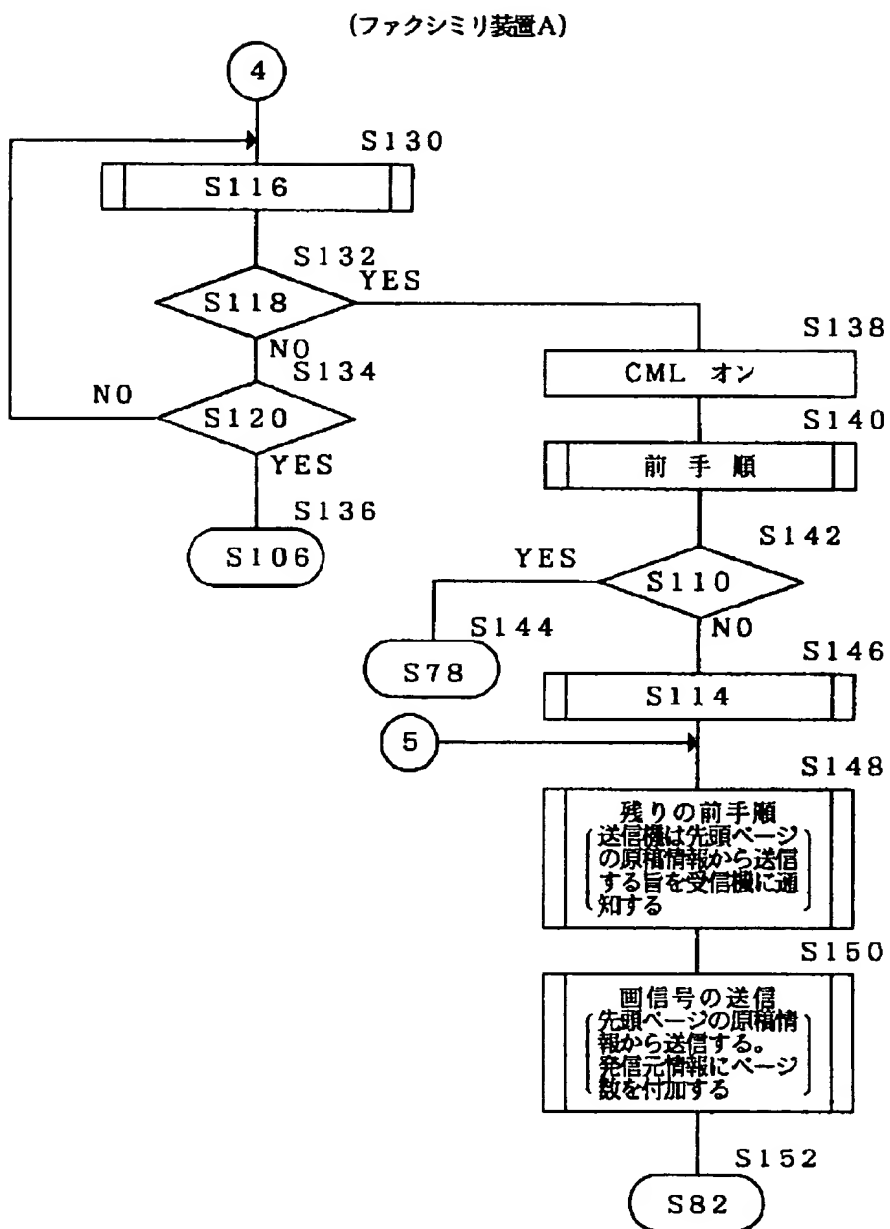 (ファクシミリ装置A)
4
S130
S116
S132
YES
S118
NO
S134
NO
S120
YES
S136
S106
S138
CML オン
S140
前 手 順
S142
YES
S110
NO
S144
S78
S146
S114
5
S148
残りの前手順
送信機は先頭ページ
の原稿情報から送信
する旨を受信機に通
知する
S150
画信号の送信
先頭ページの原稿情
報から送信する。
発信元情報にページ
数を付加する
S152
S82